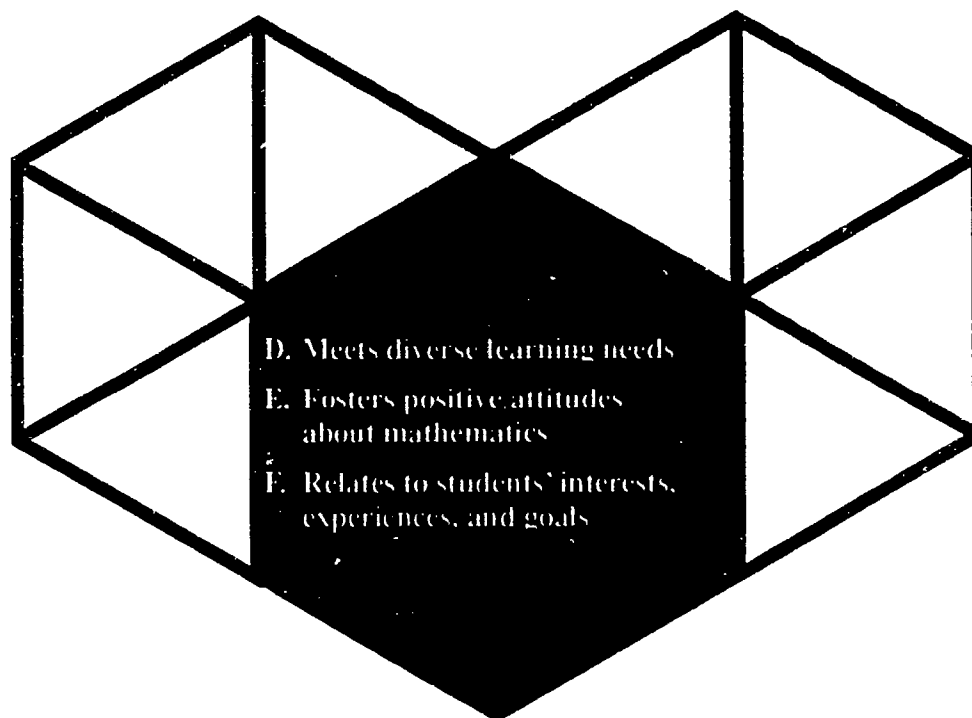 D. Meets diverse learning needs
E. Fosters positive attitudes
about mathematics
F. Relates to students' interests,
experiences, and goals